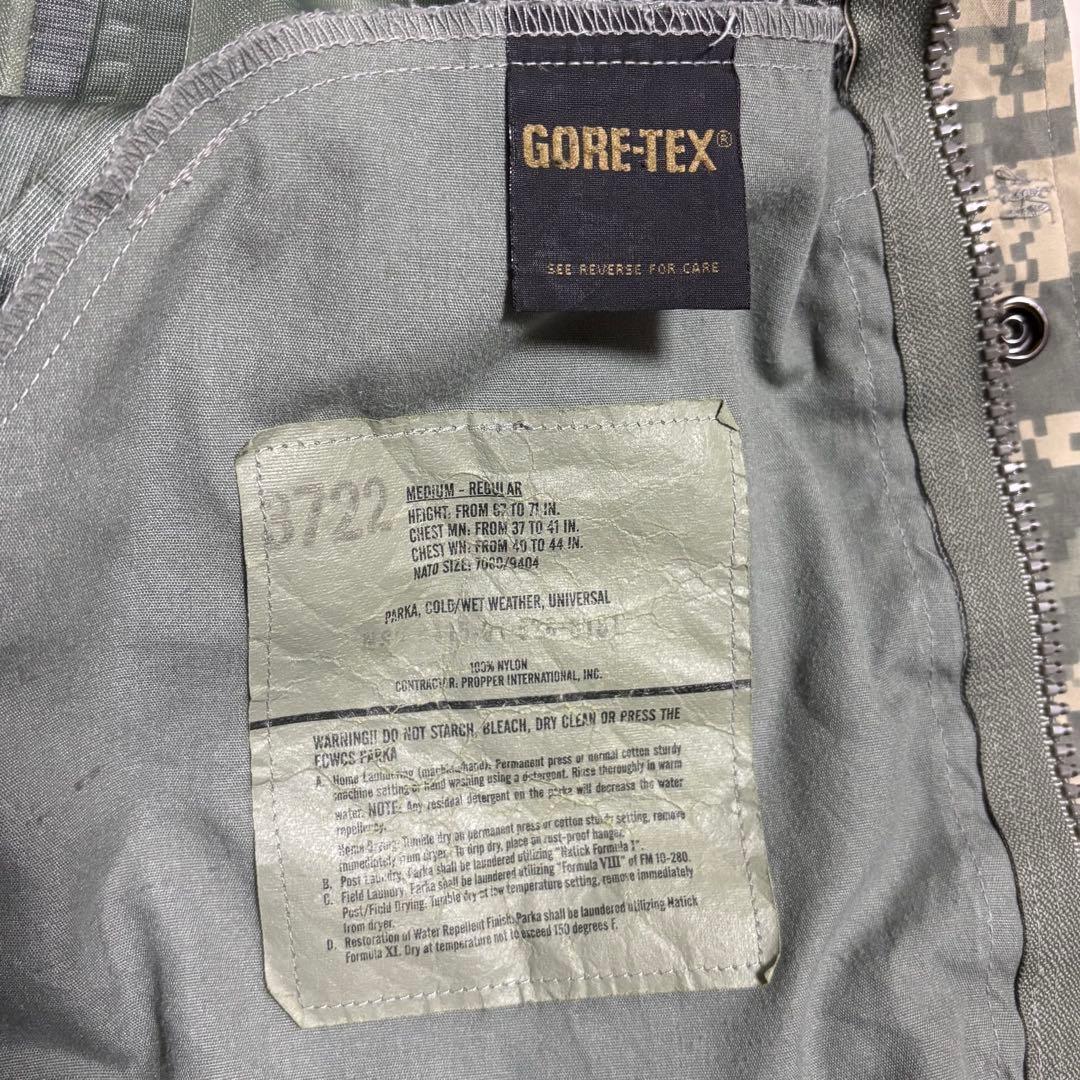 GORE-TEX®
SEE REVERSE FOR CARE
3722
MEDIUM - REGULAR
HEIGHT: FROM 67 TO 71 IN.
CHEST MN: FROM 37 TO 41 IN.
CHEST WN: FROM 40 TO 44 IN.
NATO SIZE: 7080/9404
PARKA, COLD/WET WEATHER, UNIVERSAL
100% NYLON
CONTRACTOR: PROPPER INTERNATIONAL, INC.
WARNING!! DO NOT STARCH, BLEACH, DRY CLEAN OR PRESS THE
ECWCS PARKA
A. Home Laundering (machine/hand): Permanent press or normal cotton sturdy
machine setting or hand washing using a detergent. Rinse thoroughly in warm
water. NOTE: Any residual detergent on the parka will decrease the water
repellency.
Home Drying: Tumble dry on permanent press or cotton sturdy setting, remove
immediately from dryer. To drip dry, place on rust-proof hanger.
B. Post Laundry. Parka shall be laundered utilizing "Natick Formula I".
C. Field Laundry. Parka shall be laundered utilizing "Formula VIII" of FM 10-280.
Post/Field Drying. Tumble dry at low temperature setting, remove immediately
from dryer.
D. Restoration of Water Repellent Finish: Parka shall be laundered utilizing Natick
Formula XI. Dry at temperature not to exceed 150 degrees F.